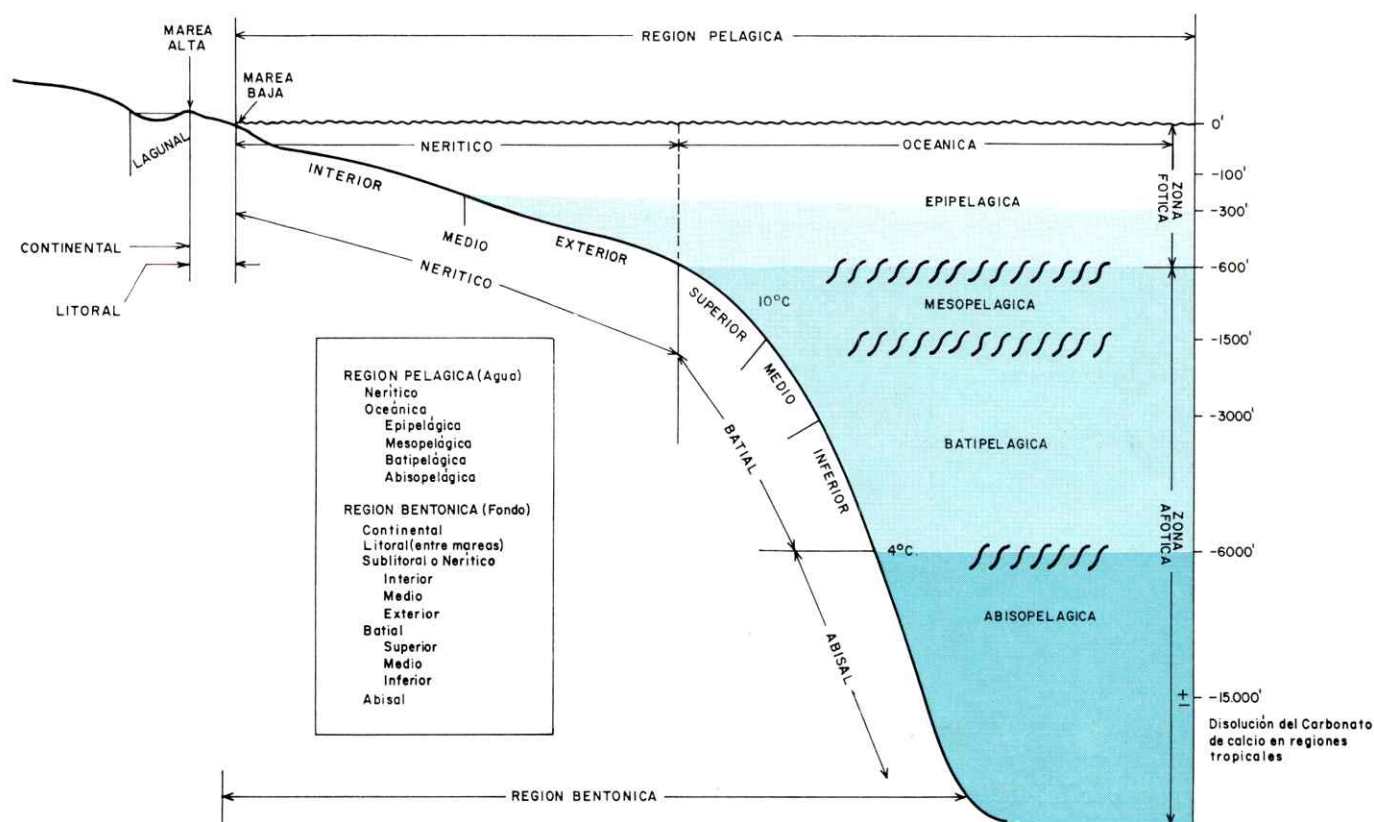 MAREA
ALTA
REGION PELAGICA
MAREA
BAJA
0'
LAGUNAL
NERITICO
OCEANICA
ZONA
FOTICA
-100'
INTERIOR
EPIPELAGICA
-300'
MEDIO
EXTERIOR
CONTINENTAL
NERITICO
-600'
LITORAL
SUPERIOR
10°C
MESOPELAGICA
-1500'
MEDIO
-3000'
BATIAL
BATIPELAGICA
INFERIOR
ZONA
AFOTICA
4°C.
-6000'
ABISOPELAGICA
ABISAL
+|
-15.000'
Disolución del Carbonato
de calcio en regiones
tropicales
REGION PELAGICA (Agua)
Nerítico
Oceánica
Epipelágica
Mesopelágica
Batipelágica
Abisopelágica
REGION BENTONICA (Fondo)
Continental
Litoral (entre mareas)
Sublitoral o Nerítico
Interior
Medio
Exterior
Batial
Superior
Medio
Inferior
Abisal
REGION BENTONICA